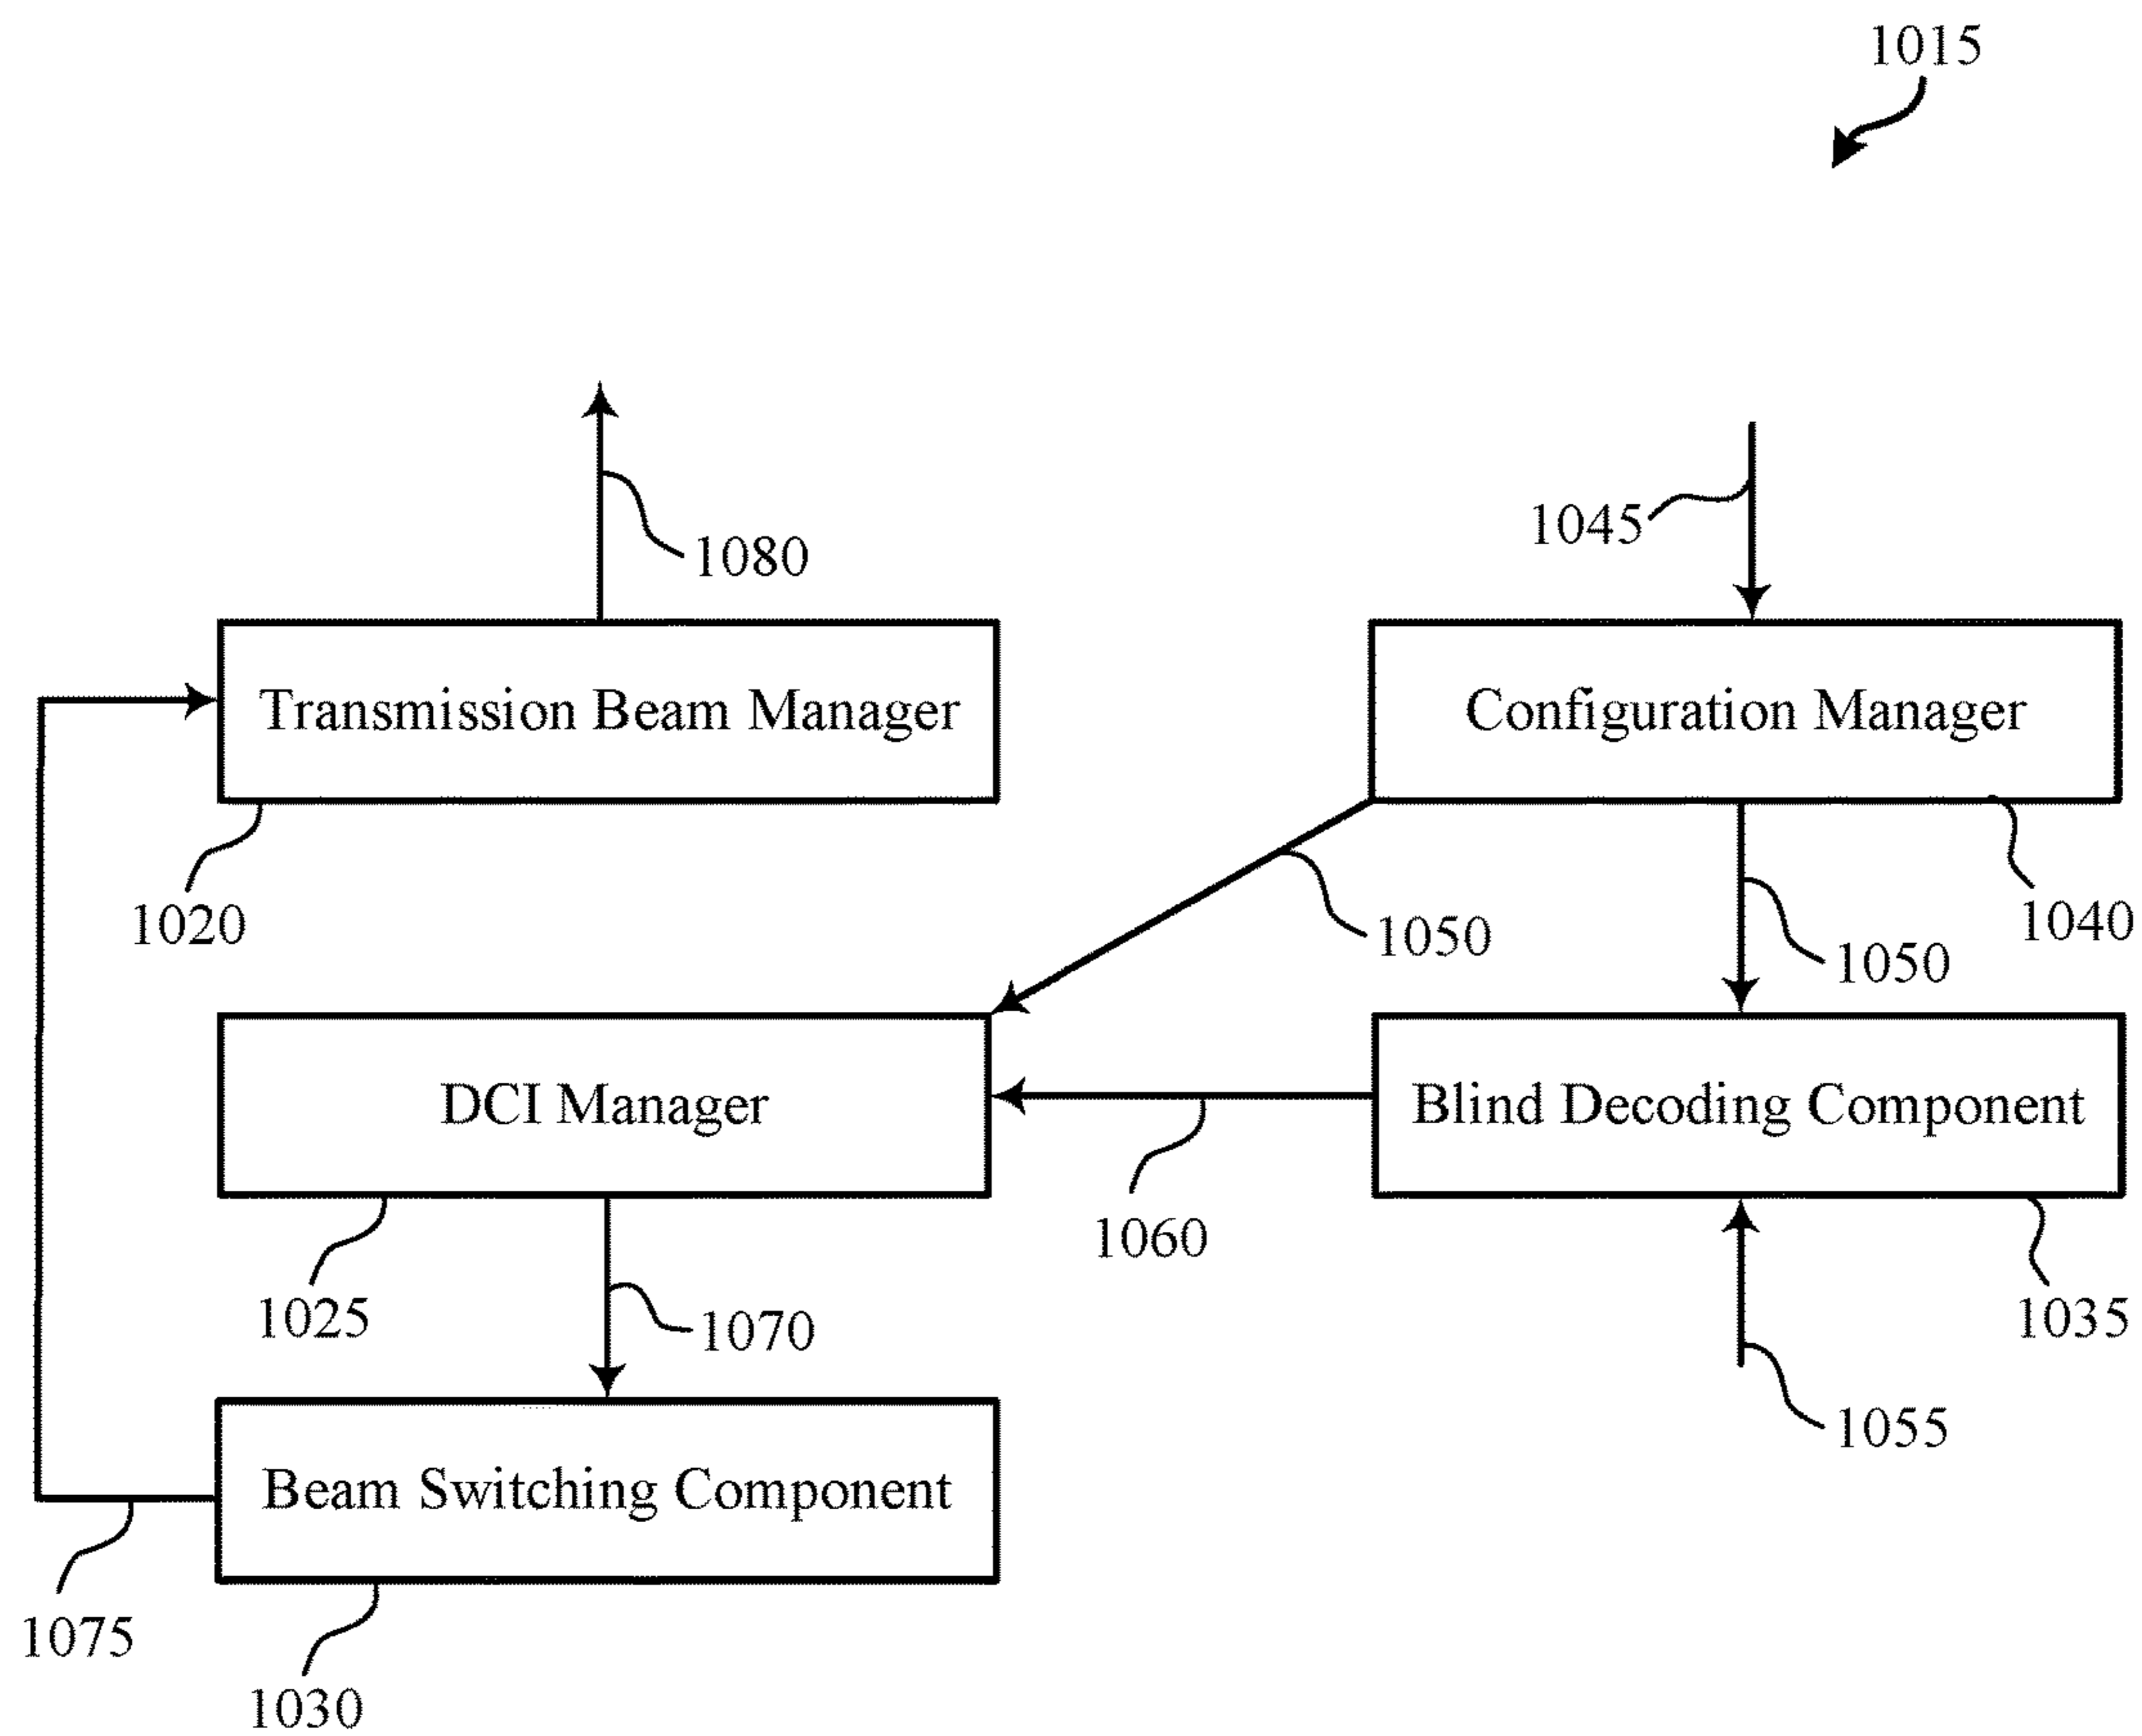 1015
1045
1080
Transmission Beam Manager
Configuration Manager
1020
1050
1040
1050
DCI Manager
Blind Decoding Component
1060
1025
1070
1035
1055
Beam Switching Component
1075
1030